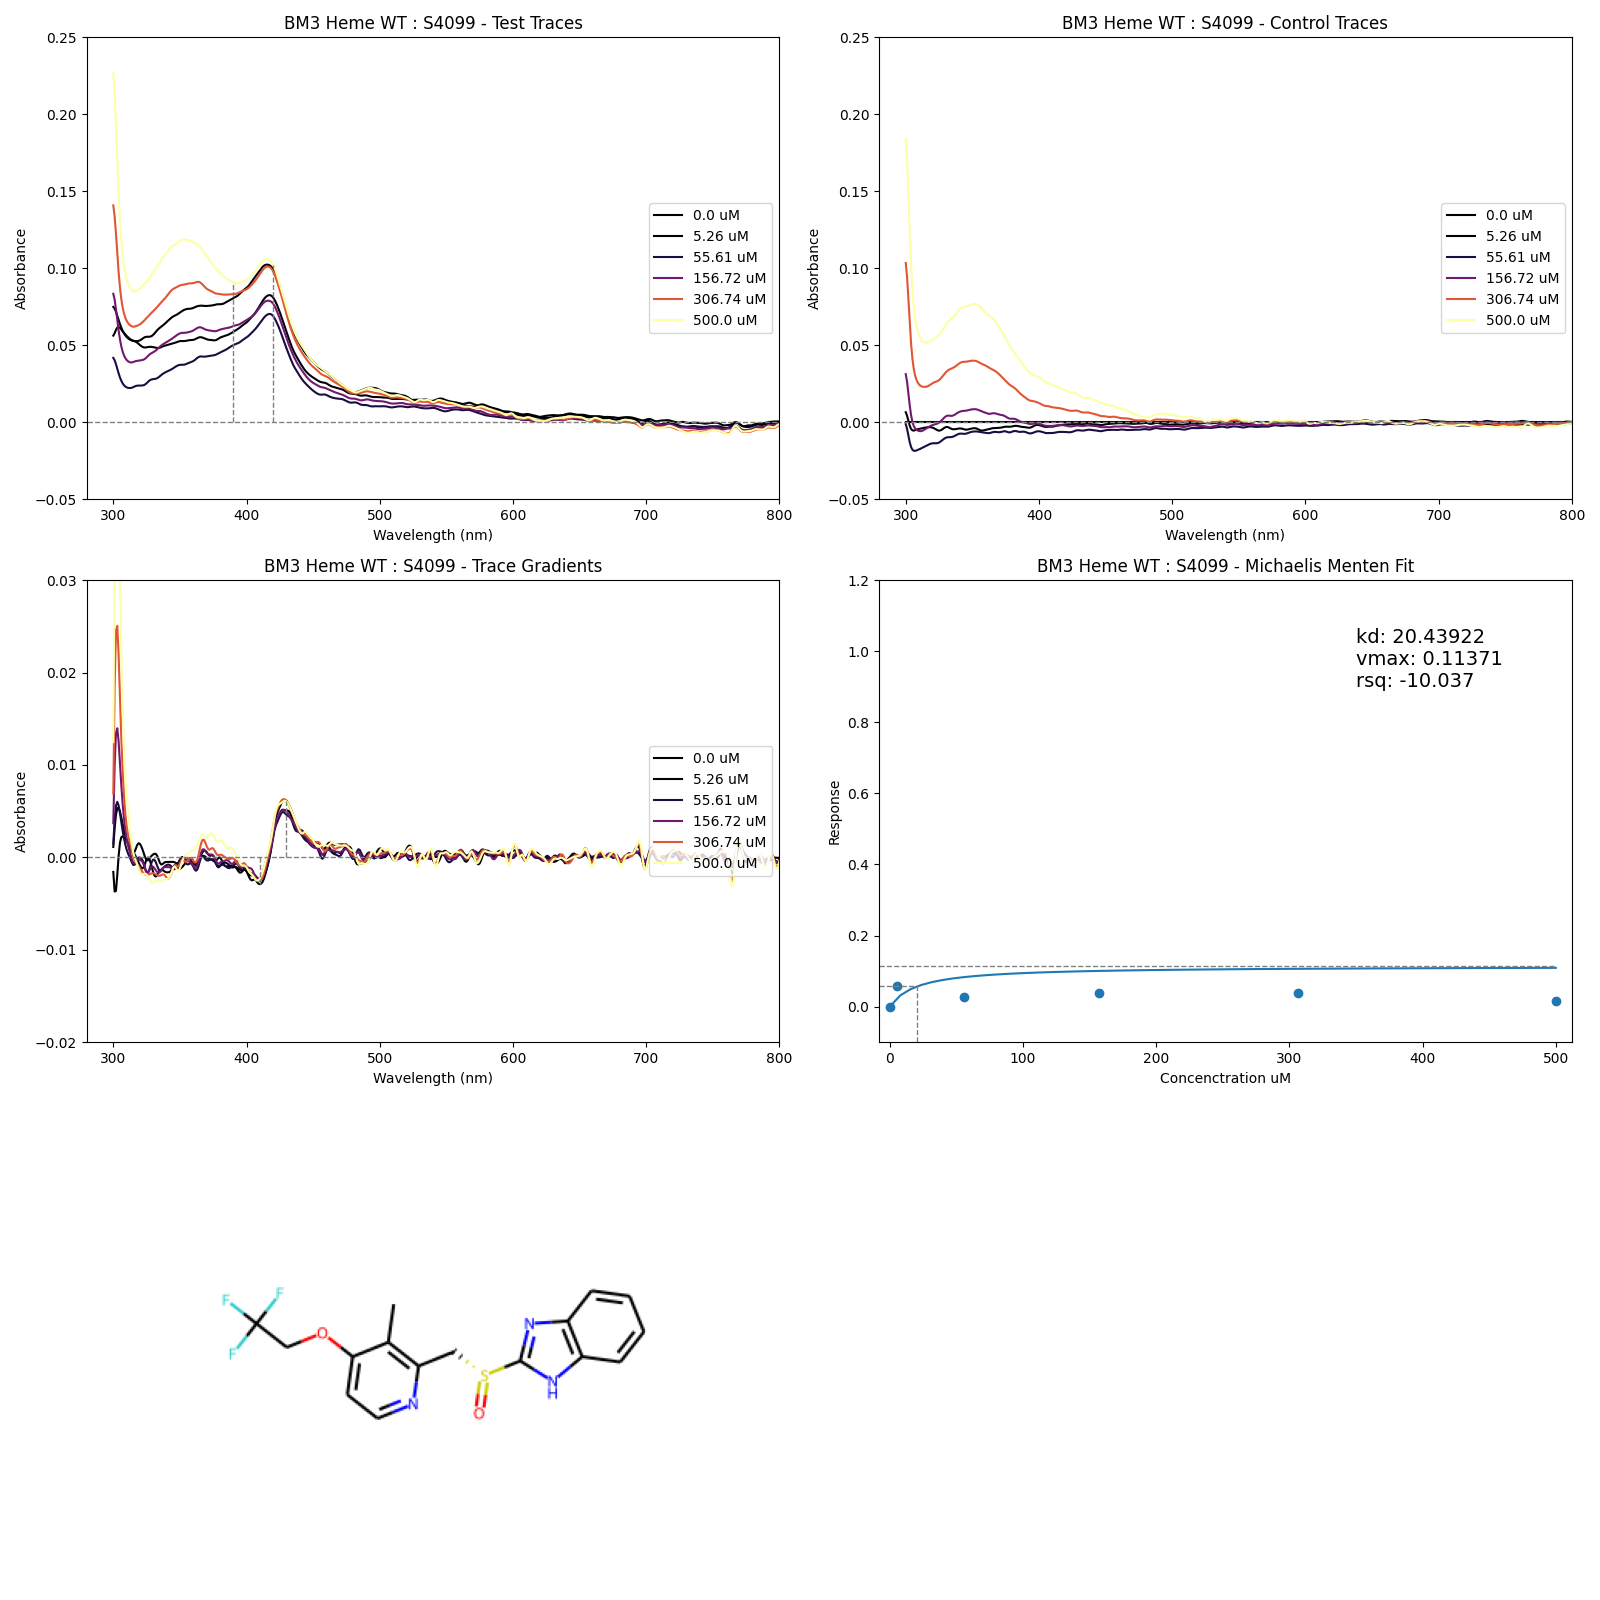 BM3 Heme WT : S4099 - Test Traces
0.25
0.20
0.15
0.10
0.05
0.00
−0.05
Absorbance
300 400 500 600 700 800
Wavelength (nm)
0.0 uM
5.26 uM
55.61 uM
156.72 uM
306.74 uM
500.0 uM
BM3 Heme WT : S4099 - Control Traces
0.25
0.20
0.15
0.10
0.05
0.00
−0.05
Absorbance
300 400 500 600 700 800
Wavelength (nm)
0.0 uM
5.26 uM
55.61 uM
156.72 uM
306.74 uM
500.0 uM
BM3 Heme WT : S4099 - Trace Gradients
0.03
0.02
0.01
0.00
−0.01
−0.02
Absorbance
300 400 500 600 700 800
Wavelength (nm)
0.0 uM
5.26 uM
55.61 uM
156.72 uM
306.74 uM
500.0 uM
BM3 Heme WT : S4099 - Michaelis Menten Fit
1.2
1.0
0.8
0.6
0.4
0.2
0.0
Response
0 100 200 300 400 500
Concenctration uM
kd: 20.43922
vmax: 0.11371
rsq: -10.037
F
F
F
O
N
S
O
N
N
H